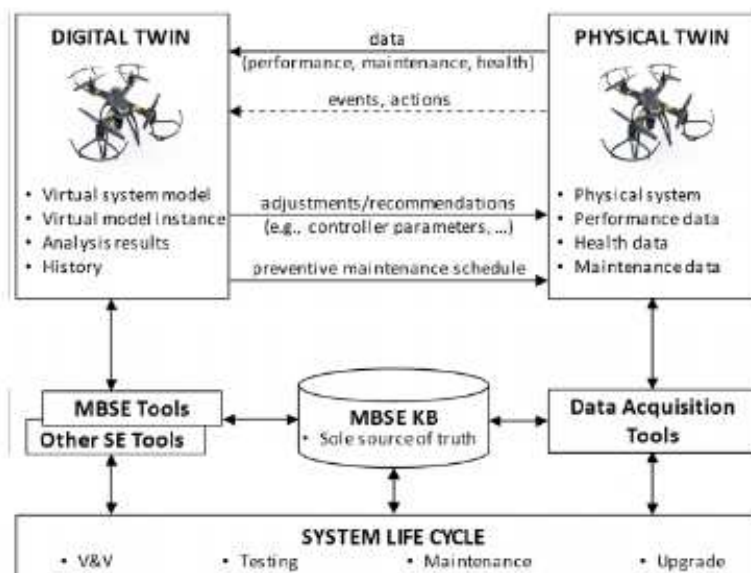 DIGITAL TWIN
• Virtual system model
• Virtual model instance
• Analysis results
• History
data
(performance, maintenance, health)
events, actions
adjustments/recommendations
(e.g., controller parameters, ...)
preventive maintenance schedule
PHYSICAL TWIN
• Physical system
• Performance data
• Health data
• Maintenance data
MBSE Tools
Other SE Tools
MBSE KB
• Sole source of truth
Data Acquisition
Tools
SYSTEM LIFE CYCLE
• V&V • Testing • Maintenance • Upgrade